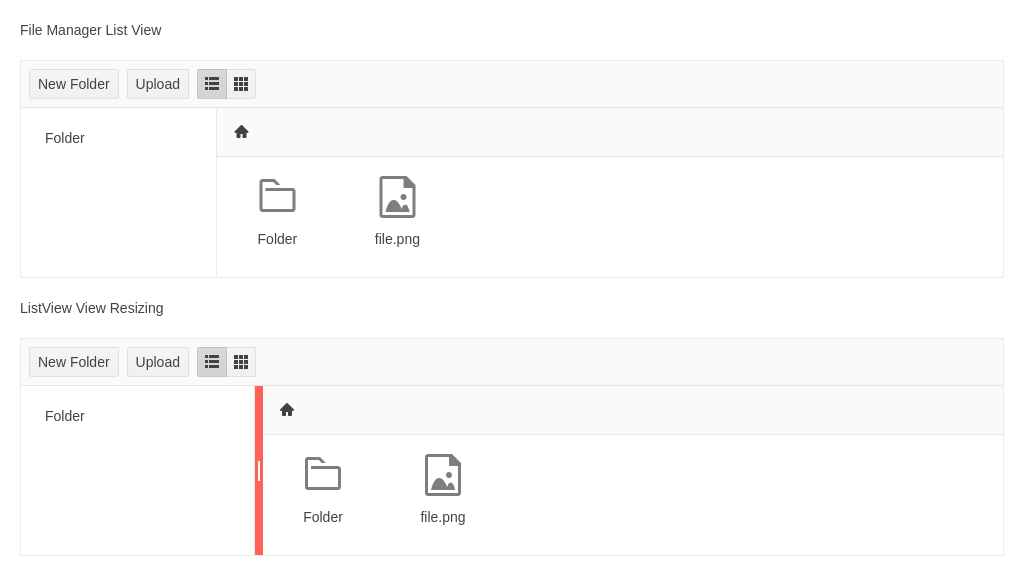 File Manager List View
New Folder Upload
Folder
Folder file.png
ListView View Resizing
New Folder Upload
Folder
Folder file.png